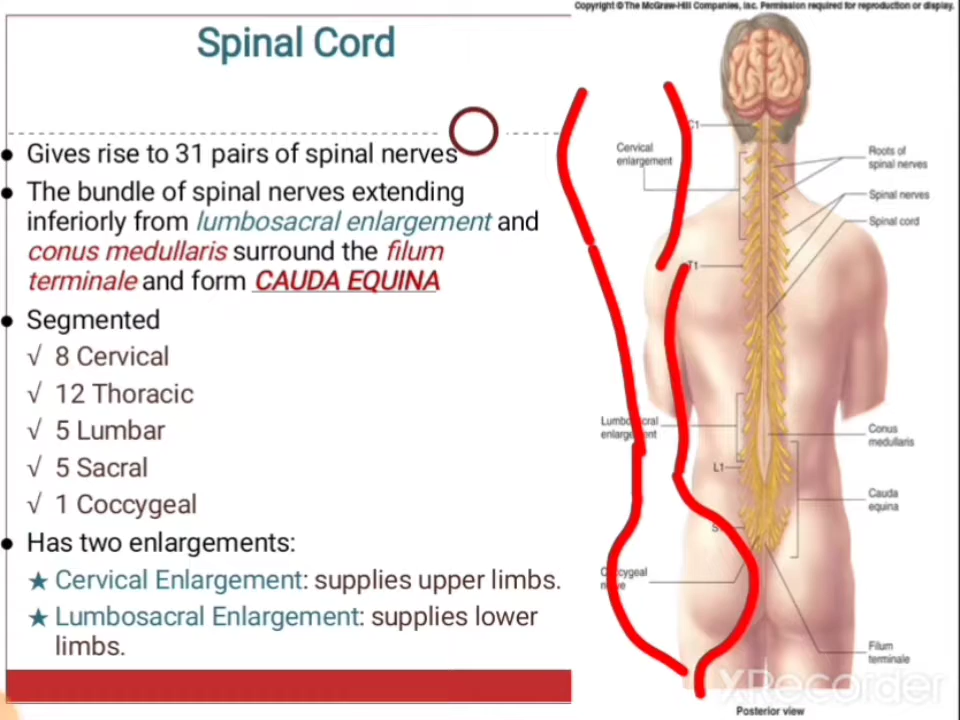 Copyright © The McGraw-Hill Companies, Inc. Permission required for reproduction or display.
Spinal Cord
● Gives rise to 31 pairs of spinal nerves
● The bundle of spinal nerves extending
inferiorly from lumbosacral enlargement and
conus medullaris surround the filum
terminale and form CAUDA EQUINA
● Segmented
√ 8 Cervical
√ 12 Thoracic
√ 5 Lumbar
√ 5 Sacral
√ 1 Coccygeal
● Has two enlargements:
★ Cervical Enlargement: supplies upper limbs.
★ Lumbosacral Enlargement: supplies lower
limbs.
C1
Cervical
enlargement
T1
Lumbosacral
enlargement
L1
Coccygeal
nerve
Roots of
spinal nerves
Spinal nerves
Spinal cord
Conus
medullaris
Cauda
equina
Filum
terminale
Posterior view
XRecorder